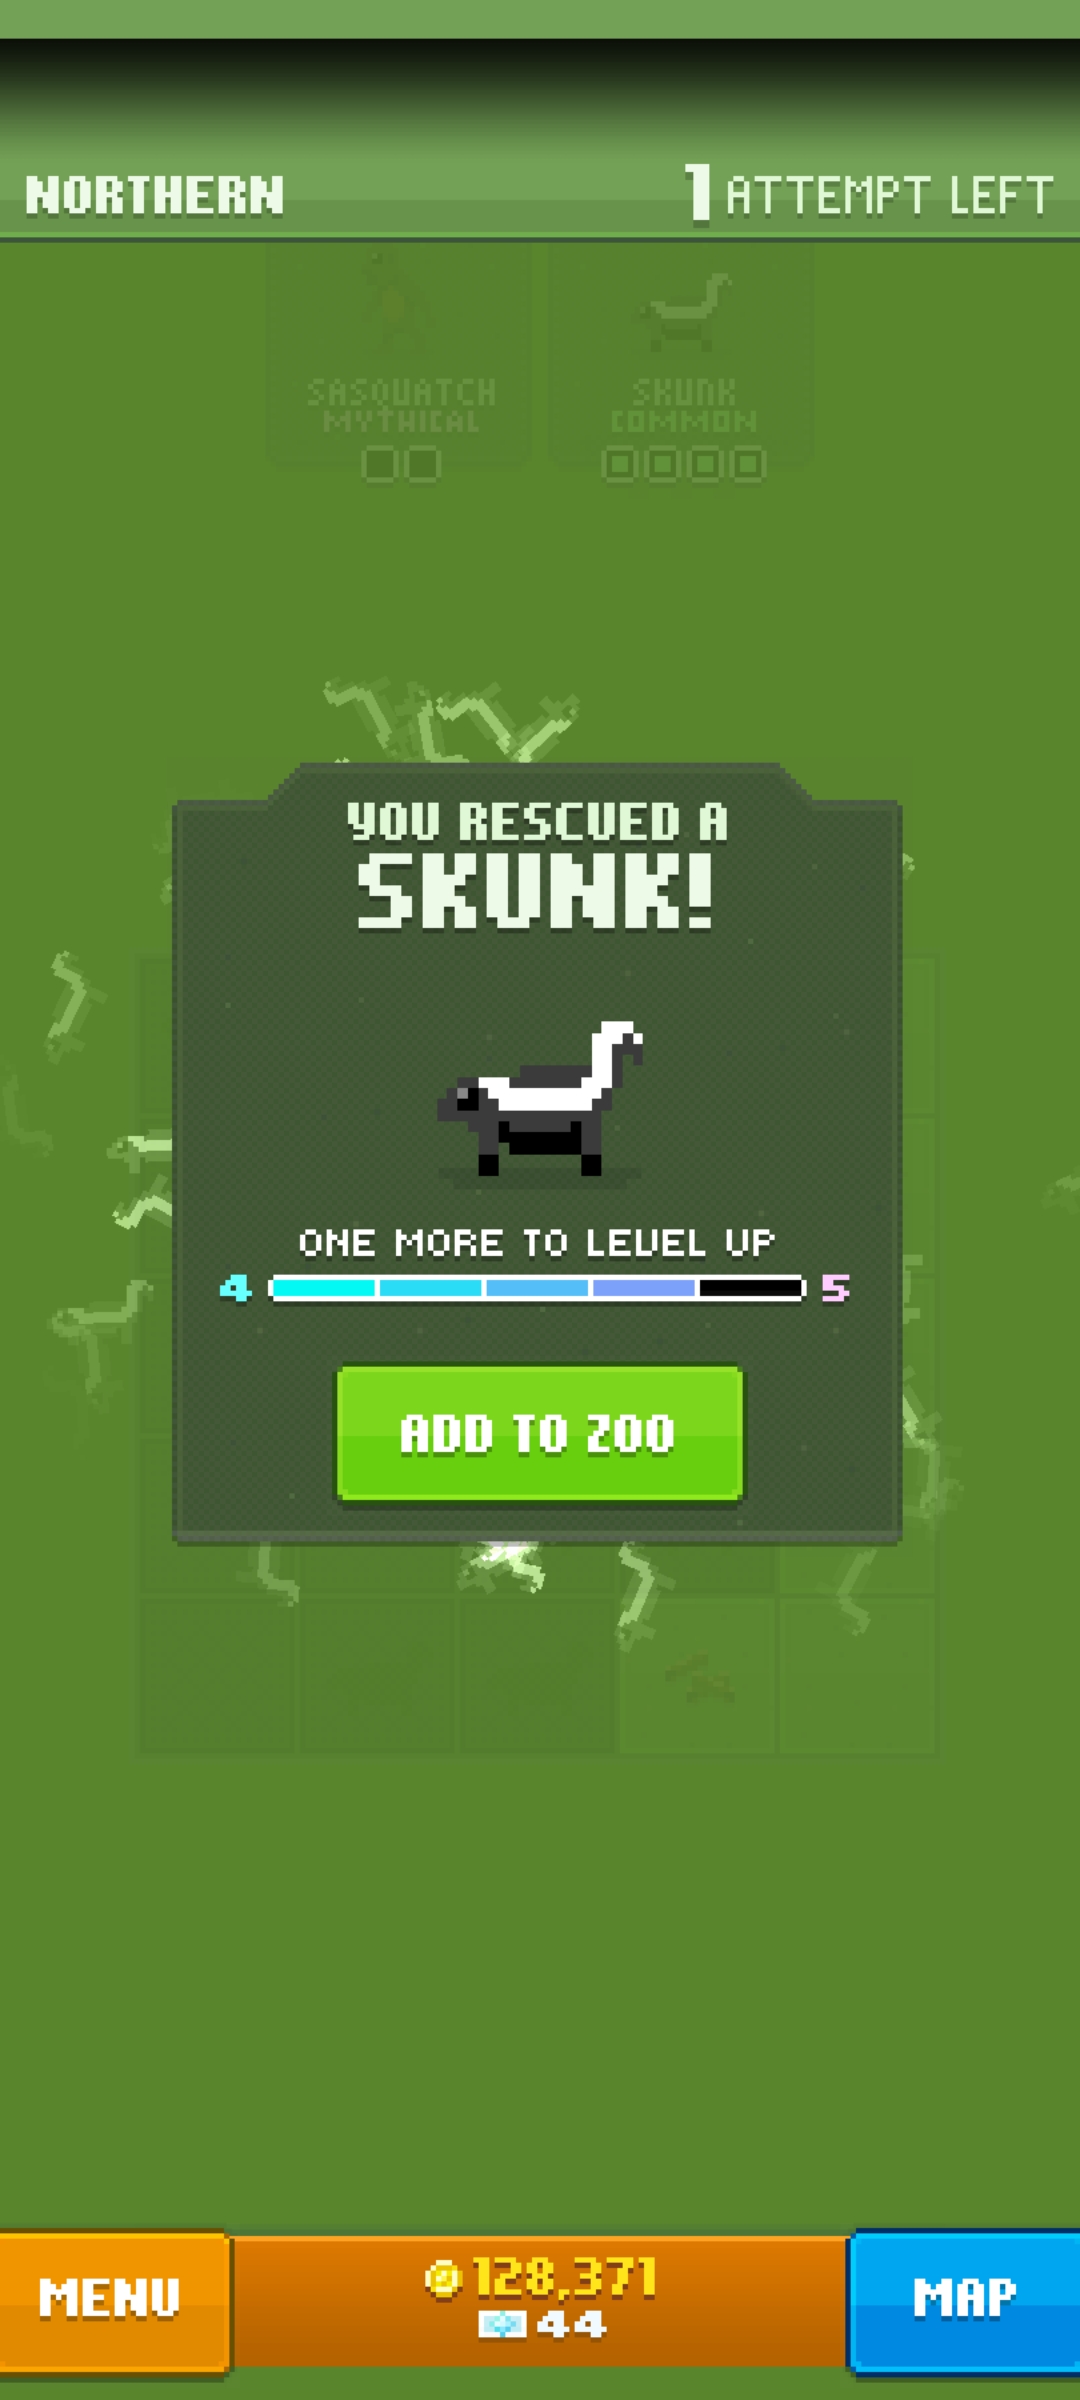 NORTHERN
1 ATTEMPT LEFT
SASQUATCH
MYTHICAL
SKUNK
COMMON
YOU RESCUED A
SKUNK!
ONE MORE TO LEVEL UP
4 5
ADD TO ZOO
MENU
128,371
44
MAP